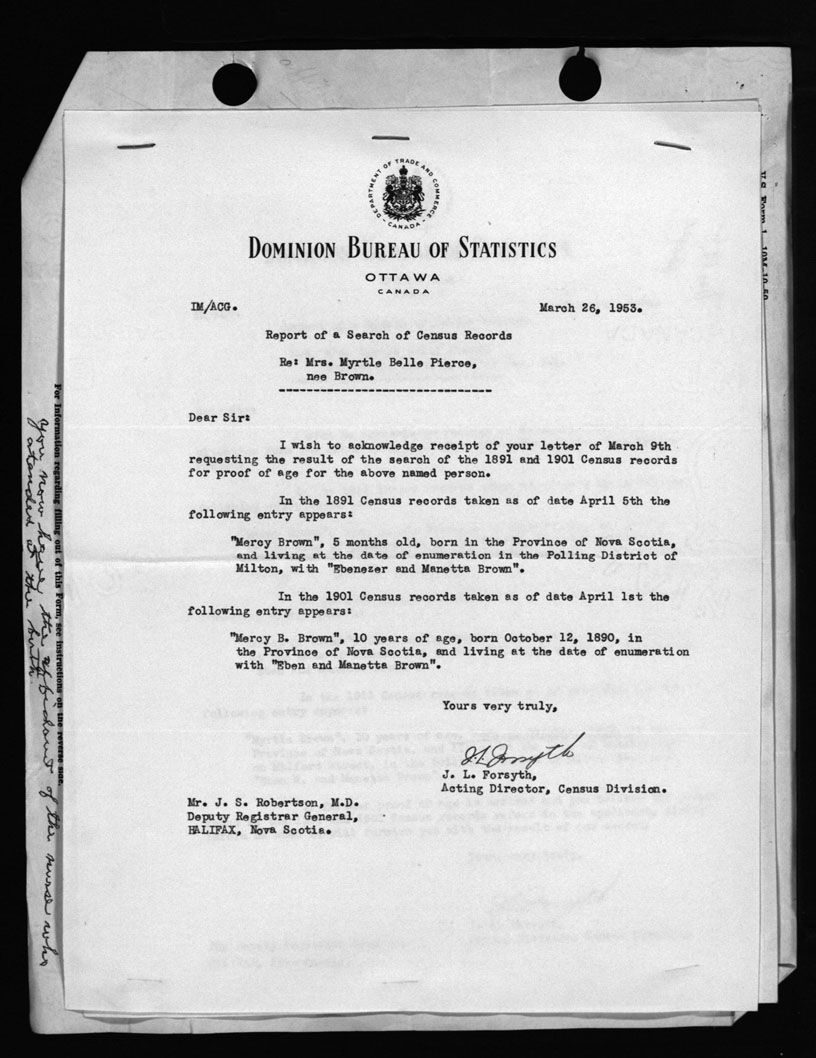 DEPARTMENT OF TRADE AND COMMERCE
- CANADA -
DOMINION BUREAU OF STATISTICS
OTTAWA
CANADA
IM/ACG. March 26, 1953.
Report of a Search of Census Records
Re: Mrs. Myrtle Belle Pierce,
nee Brown.
--------------------------------
Dear Sir:
I wish to acknowledge receipt of your letter of March 9th
requesting the result of the search of the 1891 and 1901 Census records
for proof of age for the above named person.
In the 1891 Census records taken as of date April 5th the
following entry appears:
"Mercy Brown", 5 months old, born in the Province of Nova Scotia,
and living at the date of enumeration in the Polling District of
Milton, with "Ebenezer and Manetta Brown".
In the 1901 Census records taken as of date April 1st the
following entry appears:
"Mercy B. Brown", 10 years of age, born October 12, 1890, in
the Province of Nova Scotia, and living at the date of enumeration
with "Eben and Manetta Brown".
Yours very truly,
J L Forsyth
J. L. Forsyth,
Acting Director, Census Division.
Mr. J. S. Robertson, M.D.
Deputy Registrar General,
HALIFAX, Nova Scotia.
For information regarding filling out of this Form, see instructions on the reverse side.
you now have the afidavit of the nurse who
atended at the birth.
V.S. Form 1